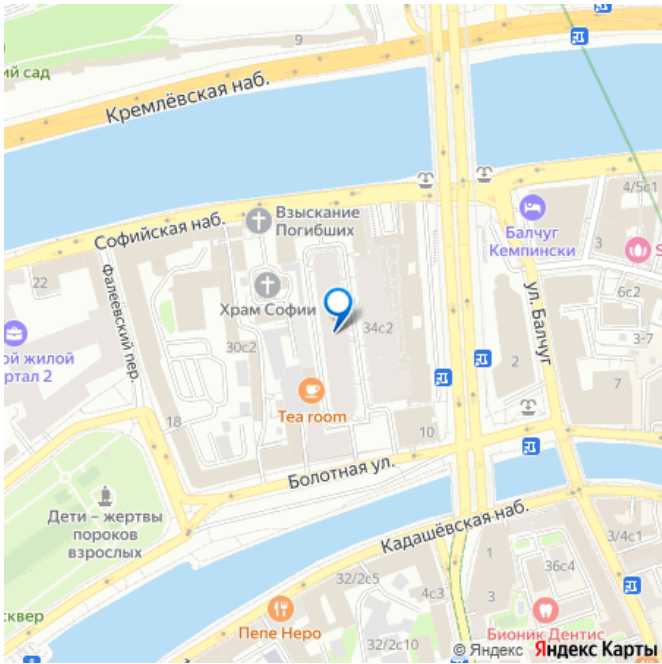 9
ий сад
Кремлёвская наб.
4/5с1
Взыскание
Погибших
Софийская наб.
Балчуг
Кемпински
3
S
22
Фалеевский пер.
Храм Софии
ул. Балчуг
6с2
30с2
34с2
3-7
ой жилой
ртал 2
2
7
Tea room
18
10
Болотная ул.
Дети – жертвы
пороков
взрослых
Кадашёвская наб.
3/4с1
1
32/2с5
36с4
4с3
3
сквер
Пепе Неро
32/2с10
Бионик Дентис
© Яндекс Яндекс Карты